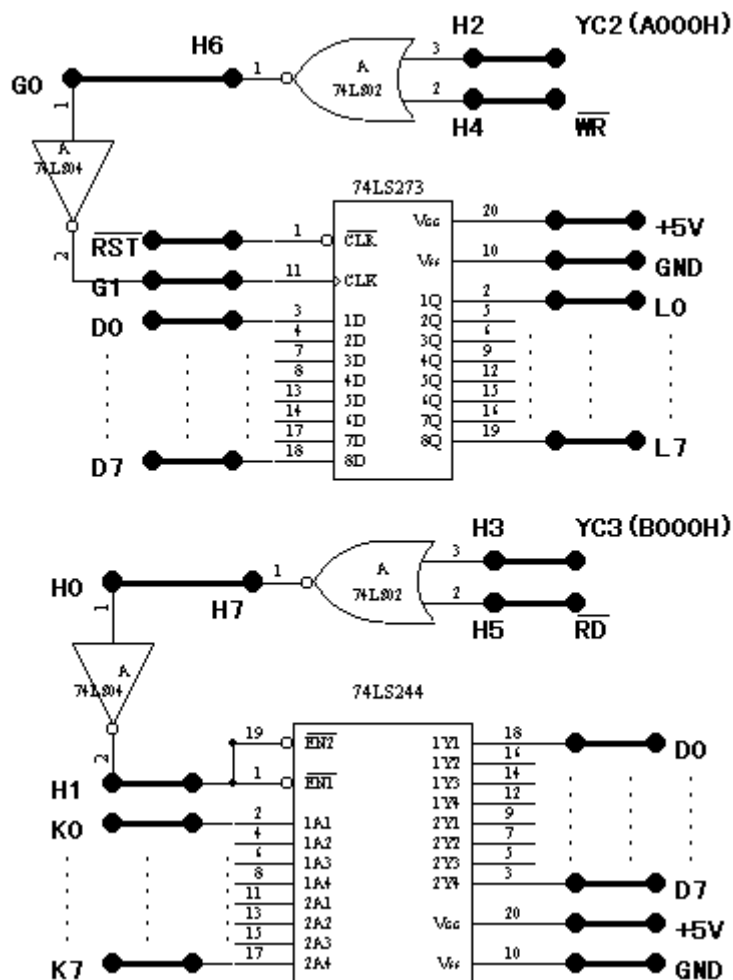 H6
H2
YC2 (A000H)
G0
1
A
74LS02
3
2
H4
WR
1
A
74LS04
2
74LS273
RST
1
CLR
Vcc
20
+5V
G1
11
CLK
Vss
10
GND
D0
3
1D
1Q
2
L0
4
2D
2Q
5
7
3D
3Q
6
8
4D
4Q
9
13
5D
5Q
12
14
6D
6Q
15
17
7D
7Q
16
D7
18
8D
8Q
19
L7
H3
YC3 (B000H)
H0
1
A
74LS02
3
2
H7
H5
RD
1
A
74LS04
2
74LS244
19
EN2
1Y1
18
D0
1Y2
16
H1
1
EN1
1Y3
14
1Y4
12
K0
2
1A1
2Y1
9
4
1A2
2Y2
7
6
1A3
2Y3
5
8
1A4
2Y4
3
D7
11
2A1
13
2A2
Vcc
20
+5V
15
2A3
K7
17
2A4
Vss
10
GND